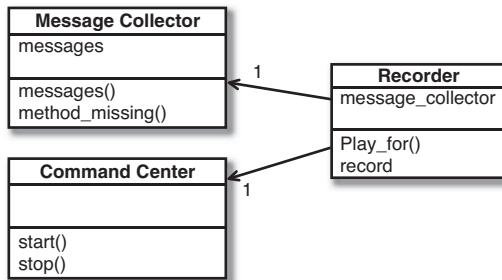 Message Collector
messages
messages()
method_missing()
1
Recorder
message_collector
Play_for()
record
Command Center
1
start()
stop()